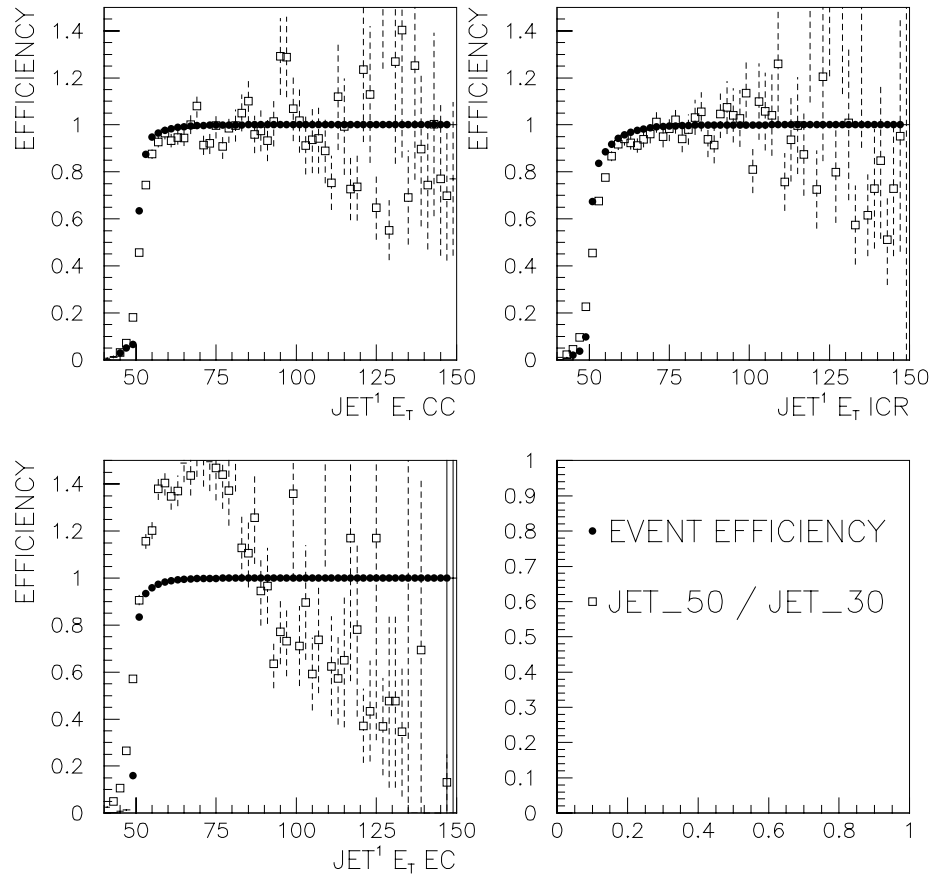 EFFICIENCY
1.4
1.2
1
0.8
0.6
0.4
0.2
0
50 75 100 125 150
JET¹ E_T CC
EFFICIENCY
1.4
1.2
1
0.8
0.6
0.4
0.2
0
50 75 100 125 150
JET¹ E_T ICR
EFFICIENCY
1.4
1.2
1
0.8
0.6
0.4
0.2
0
50 75 100 125 150
JET¹ E_T EC
1
0.9
0.8
0.7
0.6
0.5
0.4
0.3
0.2
0.1
0
EVENT EFFICIENCY
JET_50 / JET_30
0 0.2 0.4 0.6 0.8 1